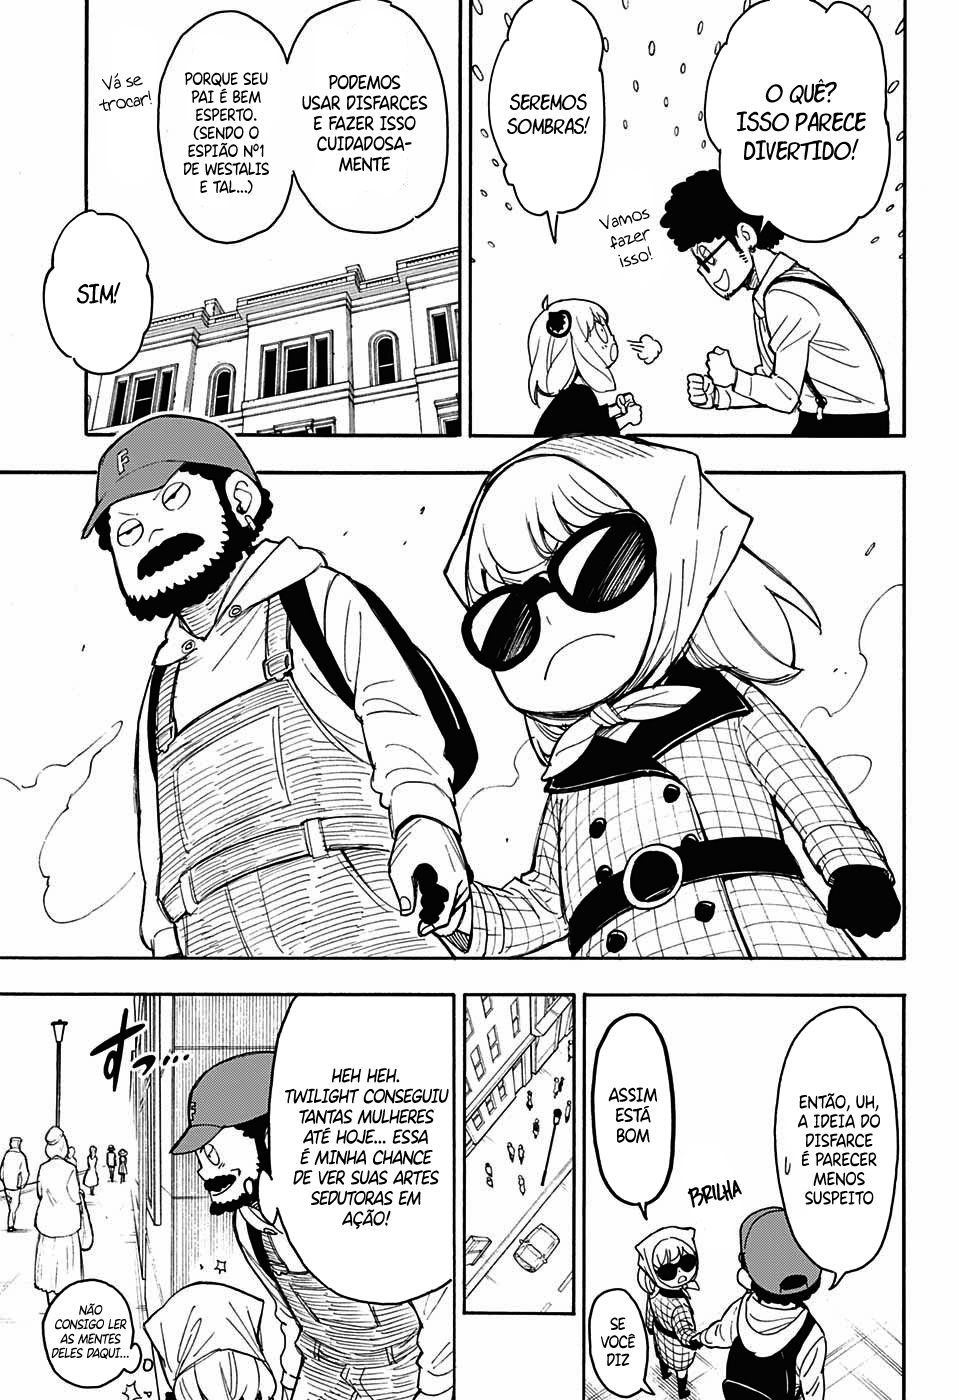 O QUÊ?
ISSO PARECE
DIVERTIDO!
SEREMOS
SOMBRAS!
Vamos
fazer
isso!
PODEMOS
USAR DISFARCES
E FAZER ISSO
CUIDADOSA-
MENTE
PORQUE SEU
PAI É BEM
ESPERTO.
(SENDO O
ESPIÃO Nº1
DE WESTALIS
E TAL...)
Vá se
trocar!
SIM!
F
ENTÃO, UH,
A IDEIA DO
DISFARCE
É PARECER
MENOS
SUSPEITO
ASSIM
ESTÁ
BOM
BRILHA
SE
VOCÊ
DIZ
HEH HEH.
TWILIGHT CONSEGUIU
TANTAS MULHERES
ATÉ HOJE... ESSA
É MINHA CHANCE
DE VER SUAS ARTES
SEDUTORAS EM
AÇÃO!
すっ...
F
NÃO
CONSIGO LER
AS MENTES
DELES DAQUI...